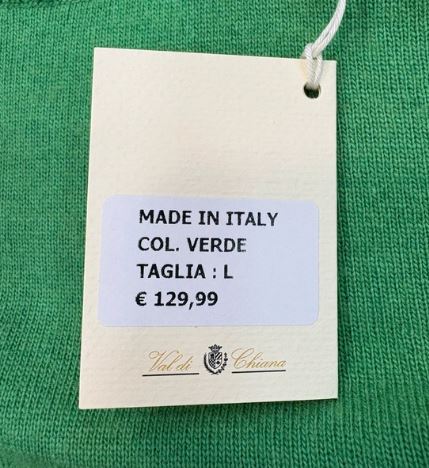 MADE IN ITALY
COL. VERDE
TAGLIA : L
€ 129,99
Val di Chiana